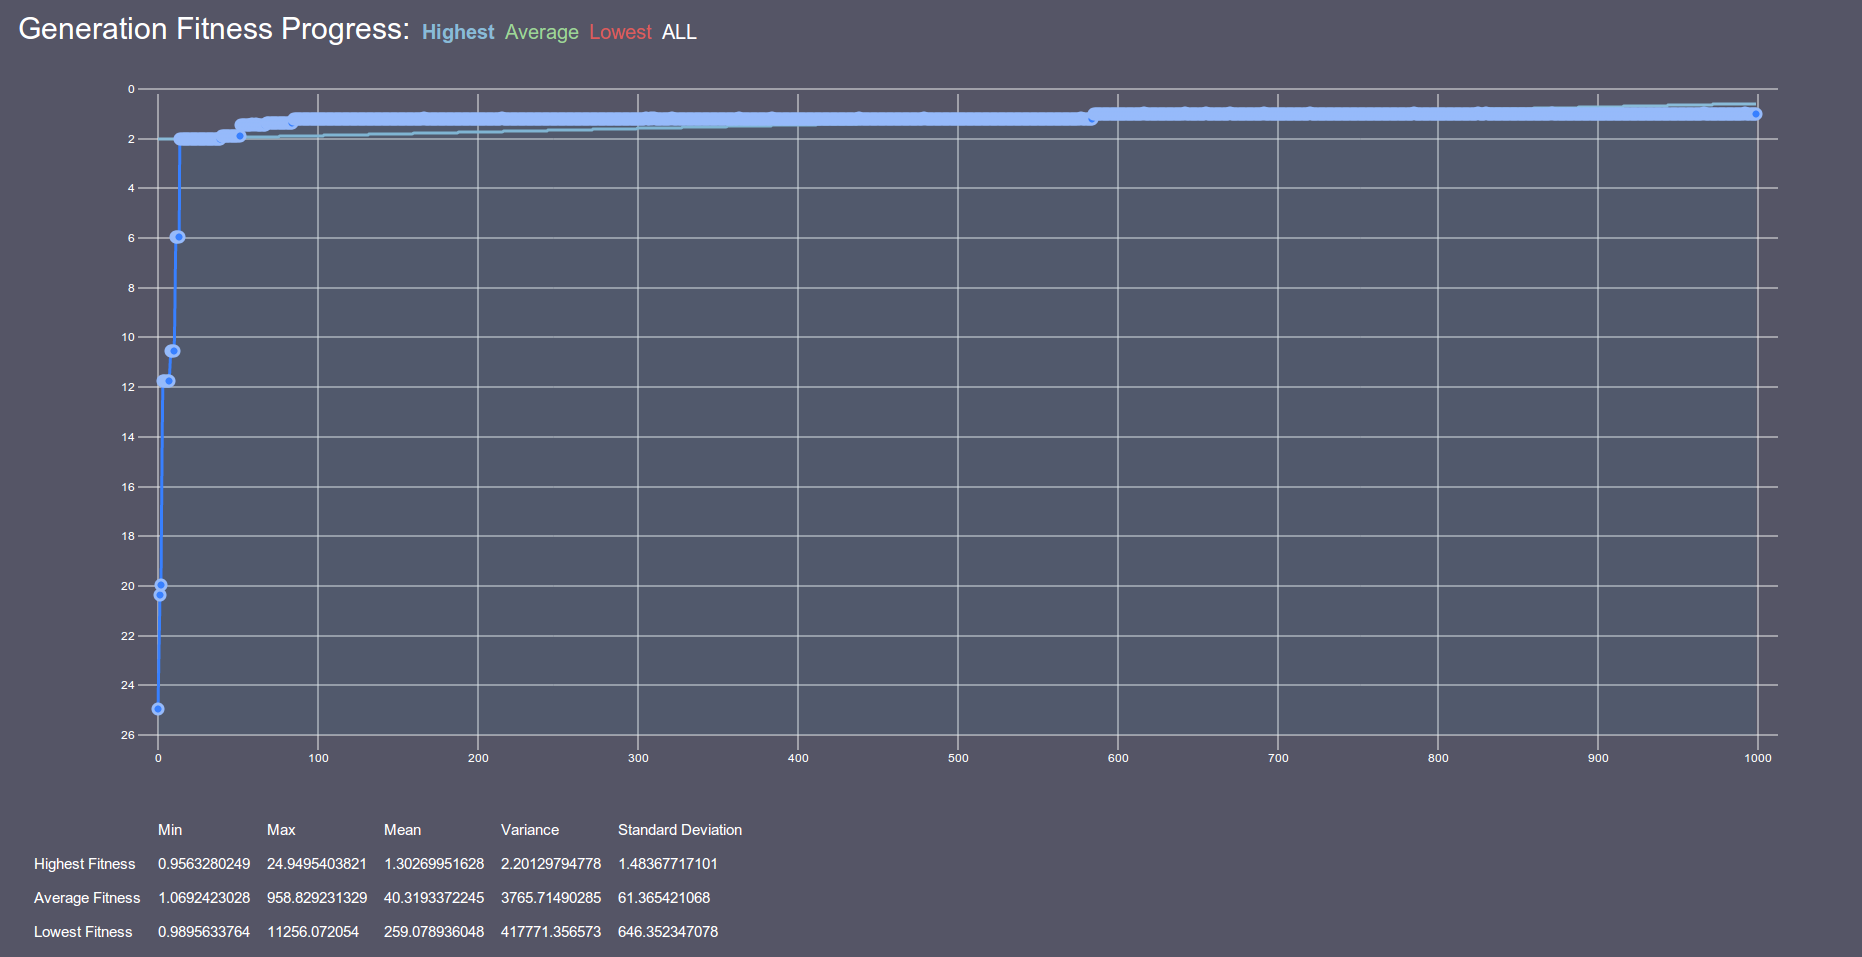 Generation Fitness Progress: Highest Average Lowest ALL
0
2
4
6
8
10
12
14
16
18
20
22
24
26
0 100 200 300 400 500 600 700 800 900 1000
Min Max Mean Variance Standard Deviation
Highest Fitness 0.9563280249 24.9495403821 1.30269951628 2.20129794778 1.48367717101
Average Fitness 1.0692423028 958.829231329 40.3193372245 3765.71490285 61.365421068
Lowest Fitness 0.9895633764 11256.072054 259.078936048 417771.356573 646.352347078